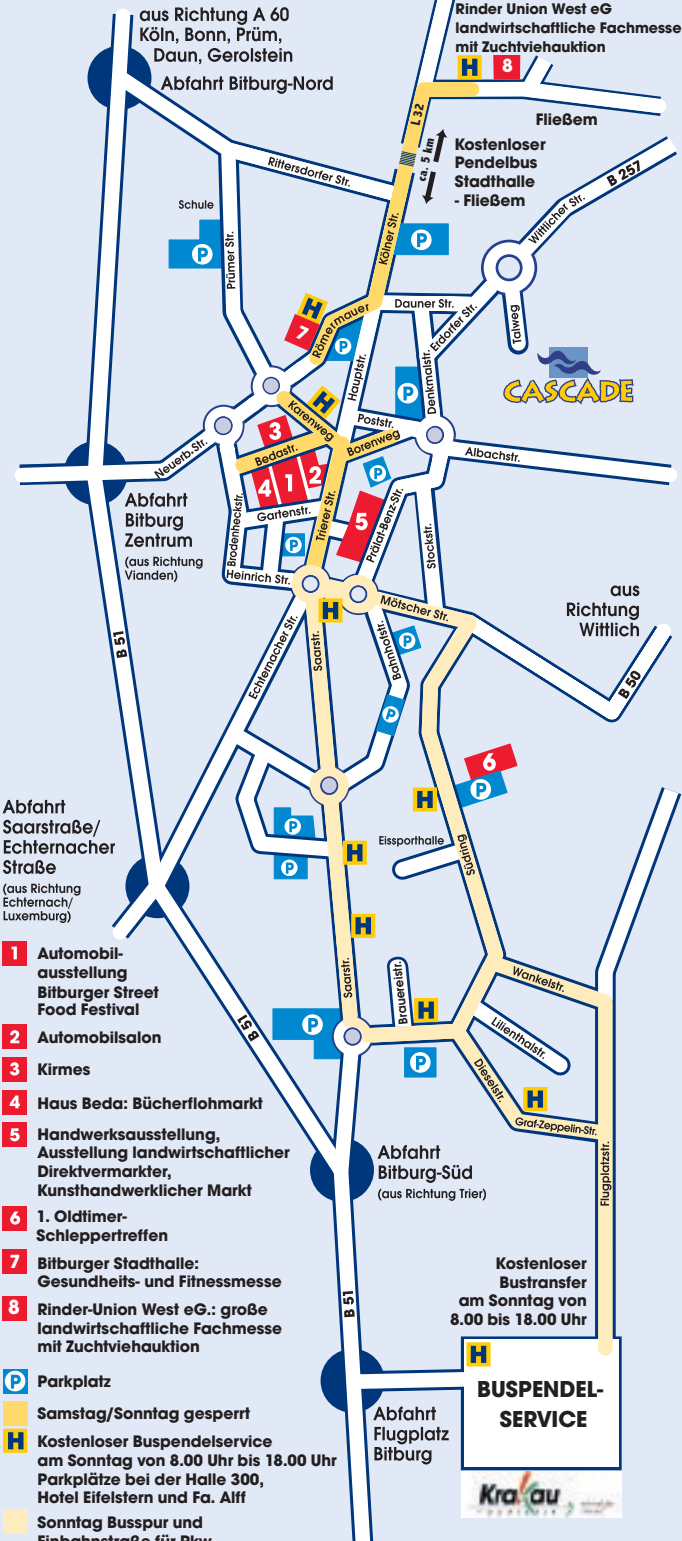 aus Richtung A 60
Köln, Bonn, Prüm,
Daun, Gerolstein
Abfahrt Bitburg-Nord
Rinder Union West eG
landwirtschaftliche Fachmesse
mit Zuchtviehauktion
H
8
L 32
Fließem
ca. 5 km
Kostenloser
Pendelbus
Stadthalle
- Fließem
B 257
Rittersdorfer Str.
Wittlicher Str.
Schule
P
Prümer Str.
Kölner Str.
P
Dauner Str.
Erdorfer Str.
Talweg
H
7
Römermauer
P
Hauptstr.
Denkmalstr.
P
CASCADE
H
Karenweg
Poststr.
Borenweg
3
Bedastr.
4
1
2
Neuerb.-Str.
Albachstr.
P
Abfahrt
Bitburg
Zentrum
(aus Richtung
Vianden)
Brodenheckstr.
Gartenstr.
Trierer Str.
5
Prälat-Benz-Str.
Stockstr.
P
Heinrich Str.
H
Mötscher Str.
aus
Richtung
Wittlich
B 50
B 51
Echternacher Str.
Saarstr.
Bahnhofstr.
P
P
6
P
H
Südring
Eissporthalle
P
P
H
H
Abfahrt
Saarstraße/
Echternacher
Straße
(aus Richtung
Echternach/
Luxemburg)
Saarstr.
Brauereistr.
H
Wankelstr.
Lilienthalstr.
P
P
Dieselstr.
H
Graf-Zeppelin-Str.
Flugplatzstr.
B 51
Abfahrt
Bitburg-Süd
(aus Richtung Trier)
B 51
Kostenloser
Bustransfer
am Sonntag von
8.00 bis 18.00 Uhr
H
BUSPENDEL-
SERVICE
Abfahrt
Flugplatz
Bitburg
Krakau
1 Automobil-
ausstellung
Bitburger Street
Food Festival
2 Automobilsalon
3 Kirmes
4 Haus Beda: Bücherflohmarkt
5 Handwerksausstellung,
Ausstellung landwirtschaftlicher
Direktvermarkter,
Kunsthandwerklicher Markt
6 1. Oldtimer-
Schleppertreffen
7 Bitburger Stadthalle:
Gesundheits- und Fitnessmesse
8 Rinder-Union West eG.: große
landwirtschaftliche Fachmesse
mit Zuchtviehauktion
P Parkplatz
Samstag/Sonntag gesperrt
H Kostenloser Buspendelservice
am Sonntag von 8.00 Uhr bis 18.00 Uhr
Parkplätze bei der Halle 300,
Hotel Eifelstern und Fa. Alff
Sonntag Busspur und
Einbahnstraße für Pkw